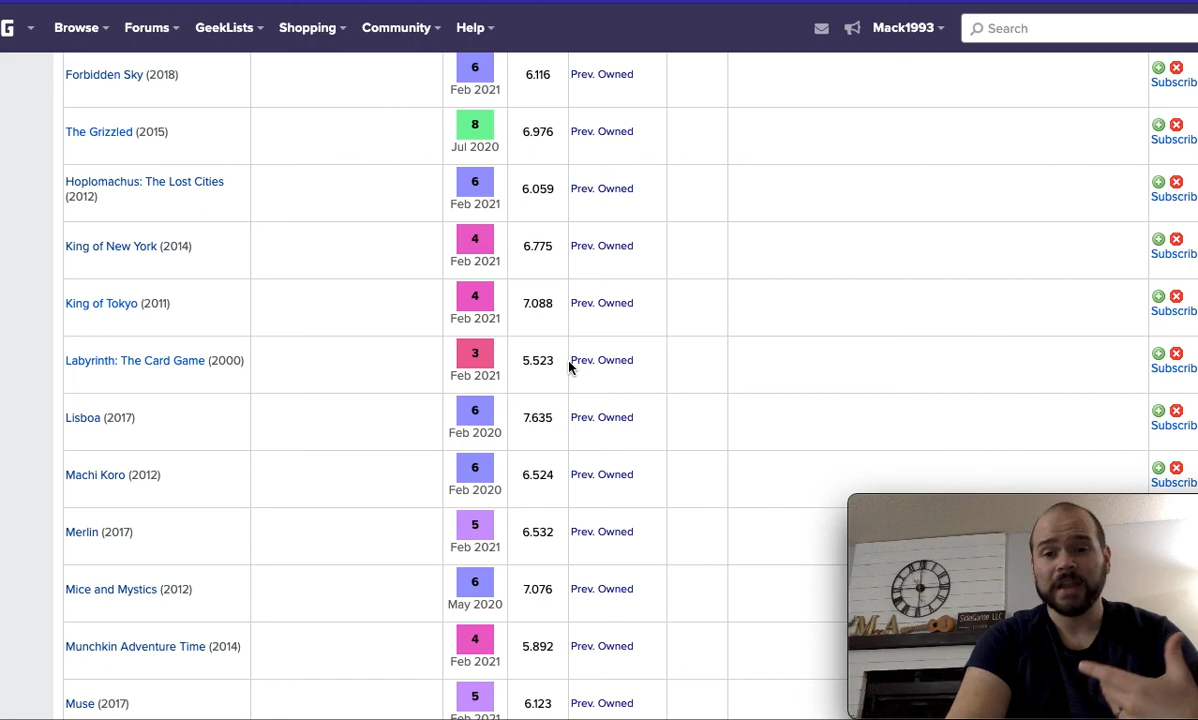 G Browse Forums GeekLists Shopping Community Help Mack1993 Search
Forbidden Sky (2018) 6 6.116 Prev. Owned
Feb 2021 Subscrib
The Grizzled (2015) 8 6.976 Prev. Owned
Jul 2020 Subscrib
Hoplomachus: The Lost Cities 6 6.059 Prev. Owned
(2012) Feb 2021 Subscrib
King of New York (2014) 4 6.775 Prev. Owned
Feb 2021 Subscrib
King of Tokyo (2011) 4 7.088 Prev. Owned
Feb 2021 Subscrib
Labyrinth: The Card Game (2000) 3 5.523 Prev. Owned
Feb 2021 Subscrib
Lisboa (2017) 6 7.635 Prev. Owned
Feb 2020 Subscrib
Machi Koro (2012) 6 6.524 Prev. Owned
Feb 2020 Subscrib
Merlin (2017) 5 6.532 Prev. Owned
Feb 2021
Mice and Mystics (2012) 6 7.076 Prev. Owned
May 2020
Munchkin Adventure Time (2014) 4 5.892 Prev. Owned
Feb 2021
Muse (2017) 5 6.123 Prev. Owned
Feb 2021
SideGame LLC
M A